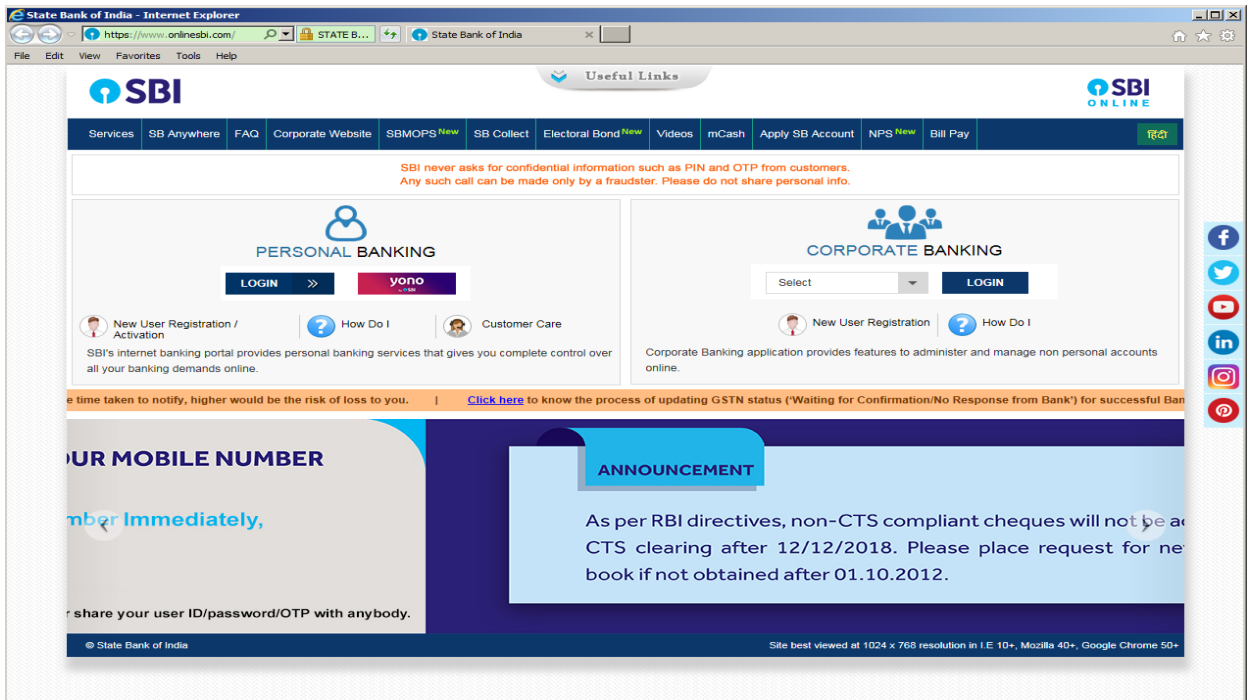 State Bank of India - Internet Explorer
https://www.onlinesbi.com/ STATE B... State Bank of India
File Edit View Favorites Tools Help
Useful Links
SBI
SBI
ONLINE
Services SB Anywhere FAQ Corporate Website SBMOPS New SB Collect Electoral Bond New Videos mCash Apply SB Account NPS New Bill Pay हिंदी
SBI never asks for confidential information such as PIN and OTP from customers.
Any such call can be made only by a fraudster. Please do not share personal info.
PERSONAL BANKING
LOGIN »
yono
New User Registration /
Activation
How Do I
Customer Care
SBI's internet banking portal provides personal banking services that gives you complete control over
all your banking demands online.
CORPORATE BANKING
Select
LOGIN
New User Registration
How Do I
Corporate Banking application provides features to administer and manage non personal accounts
online.
e time taken to notify, higher would be the risk of loss to you. | Click here to know the process of updating GSTN status ('Waiting for Confirmation/No Response from Bank') for successful Ban
OUR MOBILE NUMBER
mber Immediately,
r share your user ID/password/OTP with anybody.
ANNOUNCEMENT
As per RBI directives, non-CTS compliant cheques will not be ac
CTS clearing after 12/12/2018. Please place request for ne
book if not obtained after 01.10.2012.
© State Bank of India
Site best viewed at 1024 x 768 resolution in I.E 10+, Mozilla 40+, Google Chrome 50+